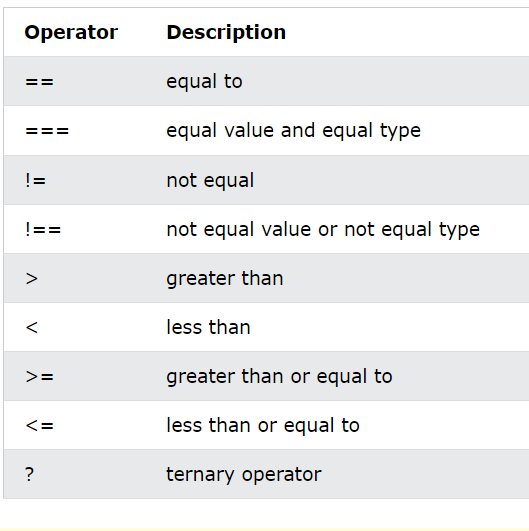 Operator Description
== equal to
=== equal value and equal type
!= not equal
!== not equal value or not equal type
> greater than
< less than
>= greater than or equal to
<= less than or equal to
? ternary operator